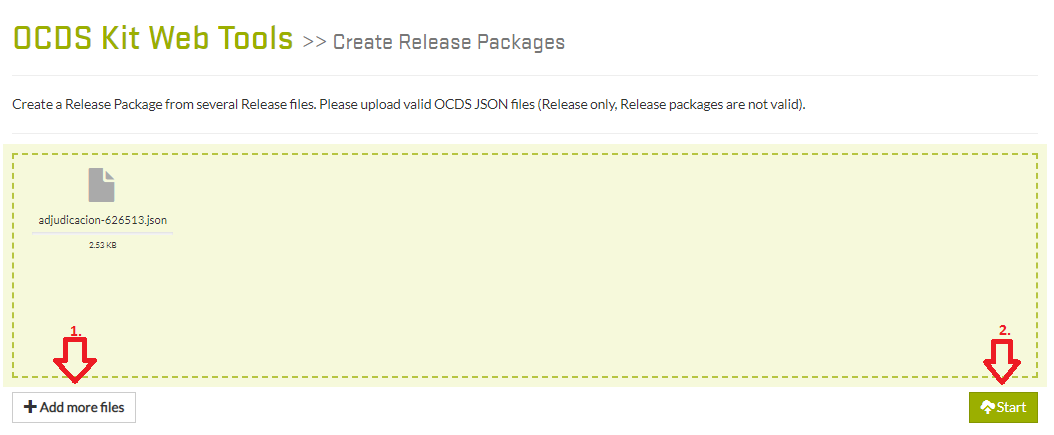 OCDS Kit Web Tools >> Create Release Packages
Create a Release Package from several Release files. Please upload valid OCDS JSON files (Release only, Release packages are not valid).
adjudicacion-626513.json
2.53 KB
1.
2.
Add more files
Start